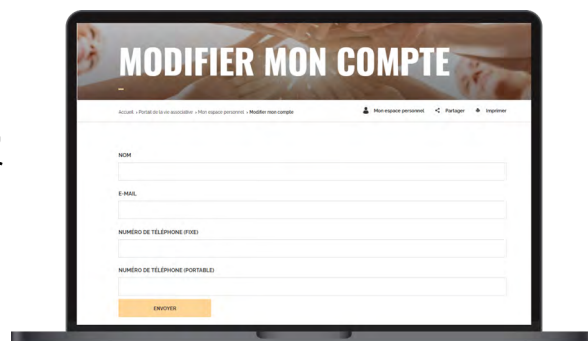 MODIFIER MON COMPTE
Accueil › Portail de la vie associative › Mon espace personnel › Modifier mon compte
Mon espace personnel Partager Imprimer
NOM
E-MAIL
NUMÉRO DE TÉLÉPHONE (FIXE)
NUMÉRO DE TÉLÉPHONE (PORTABLE)
ENVOYER